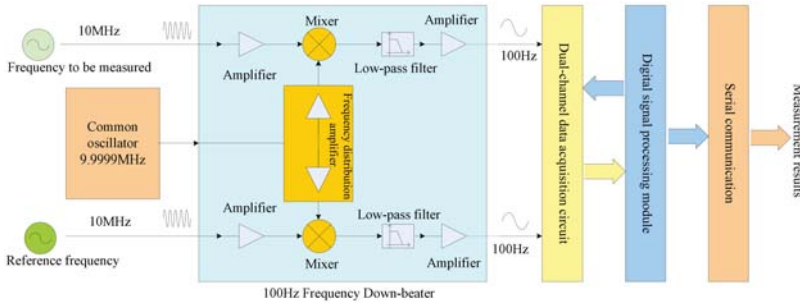 10MHz
Frequency to be measured
Amplifier
Mixer
Low-pass filter
Amplifier
100Hz
Common
oscillator
9.9999MHz
Frequency distribution
amplifier
10MHz
Reference frequency
Amplifier
Mixer
Low-pass filter
Amplifier
100Hz
100Hz Frequency Down-beater
Dual-channel data acquisition circuit
Digital signal processing module
Serial communication
Measurement results